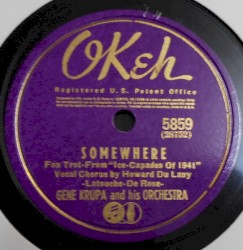 OKeh
Registered U.S. Patent Office
5859
(28732)
SOMEWHERE
Fox Trot-From "Ice-Capades Of 1941"
Vocal Chorus by Howard Du Lany
-Latouche-De Rose-
GENE KRUPA and his ORCHESTRA